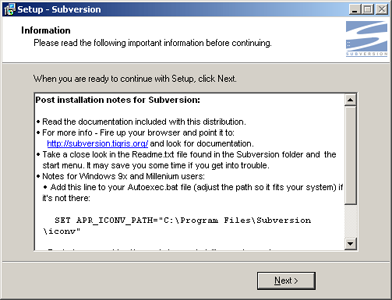 Setup - Subversion
Information
Please read the following important information before continuing.
SUBVERSION
When you are ready to continue with Setup, click Next.
Post installation notes for Subversion:
• Read the documentation included with this distribution.
• For more info - Fire up your browser and point it to:
http://subversion.tigris.org/ and look for documentation.
• Take a close look in the Readme.txt file found in the Subversion folder and the
start menu. It may save you some time if you get into trouble.
• Notes for Windows 9x and Millenium users:
• Add this line to your Autoexec.bat file (adjust the path so it fits your system) if
it's not there:
SET APR_ICONV_PATH="C:\Program Files\Subversion
\iconv"
Next >